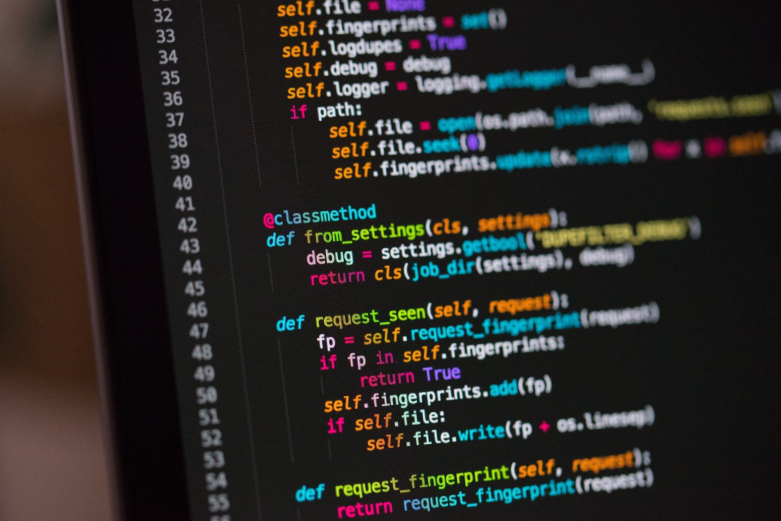 32 self.file = None
33 self.fingerprints = set()
34 self.logdupes = True
35 self.debug = debug
36 self.logger = logging.getLogger(__name__)
37 if path:
38 self.file = open(os.path.join(path, 'requests.seen'
39 self.file.seek(0)
40 self.fingerprints.update(x.rstrip() for x in self.
41
42 @classmethod
43 def from_settings(cls, settings):
44 debug = settings.getbool('DUPEFILTER_DEBUG')
45 return cls(job_dir(settings), debug)
46
47 def request_seen(self, request):
48 fp = self.request_fingerprint(request)
49 if fp in self.fingerprints:
50 return True
51 self.fingerprints.add(fp)
52 if self.file:
53 self.file.write(fp + os.linesep)
54
55 def request_fingerprint(self, request):
return request_fingerprint(request)